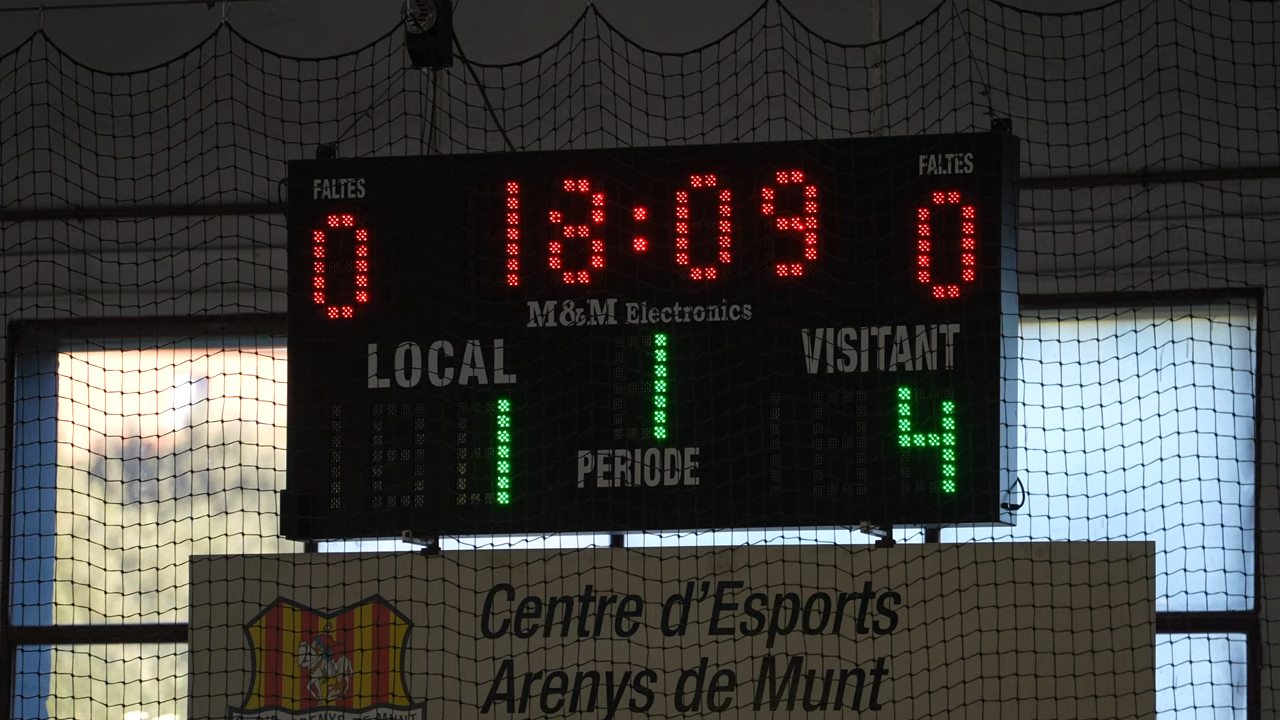 FALTES
FALTES
0
18:09
0
M&M Electronics
LOCAL
VISITANT
1
1
4
PERIODE
Centre d'Esports
Arenys de Munt